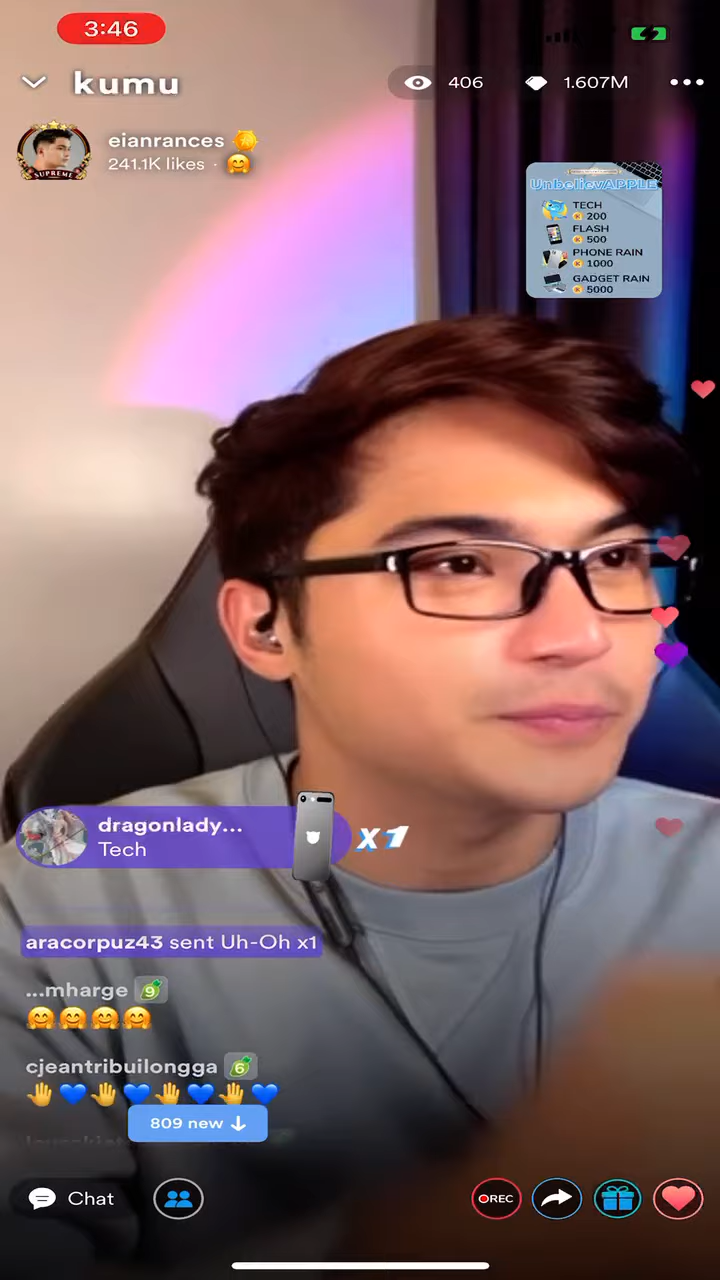 3:46
kumu
406
1.607M
eianrances
241.1K likes ·
SUPREME
UnbelievAPPLE
TECH
200
FLASH
500
PHONE RAIN
1000
GADGET RAIN
5000
dragonlady...
Tech
X1
aracorpuz43 sent Uh-Oh x1
...mharge 9
cjeantribuilongga 6
809 new
Chat
REC